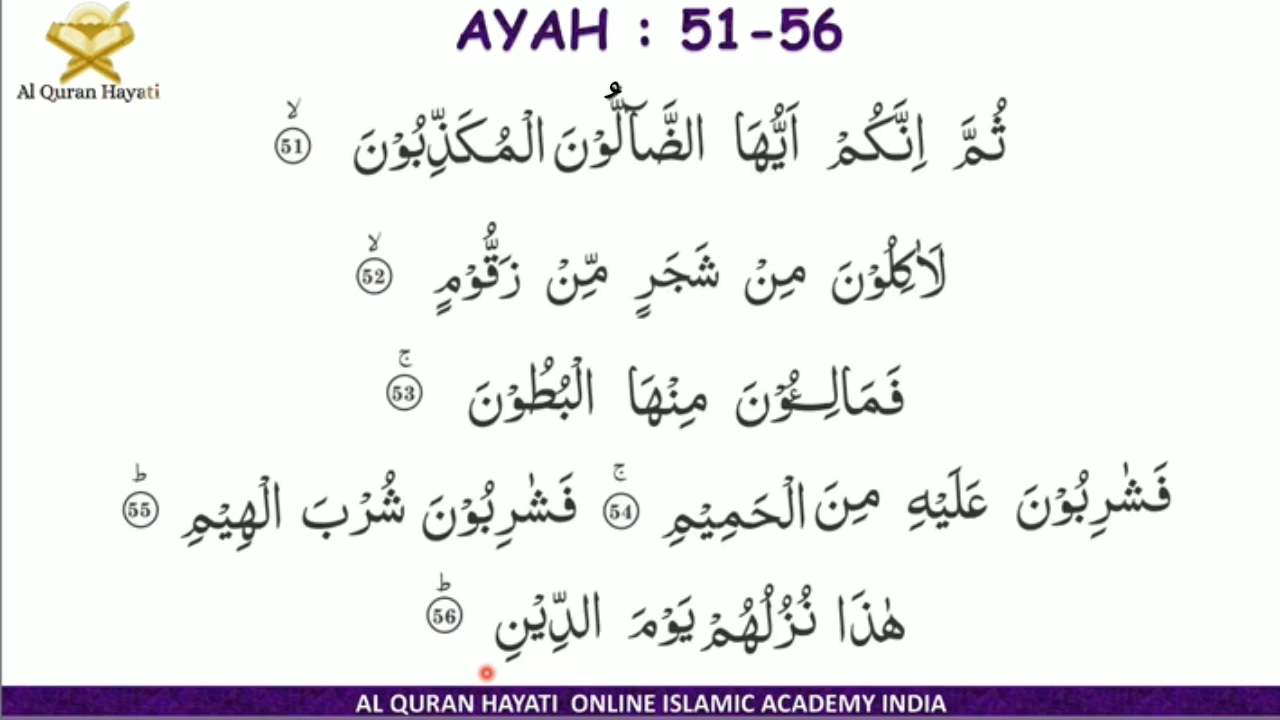 AYAH : 51-56
Al Quran Hayati
ثُمَّ اِنَّكُمْ اَيُّهَا الضَّآلُّوْنَ الْمُكَذِّبُوْنَ ۙ 51
لَاٰكِلُوْنَ مِنْ شَجَرٍ مِّنْ زَقُّوْمٍ ۙ 52
فَمَالِـُٔوْنَ مِنْهَا الْبُطُوْنَ ۚ 53
فَشٰرِبُوْنَ عَلَيْهِ مِنَ الْحَمِيْمِ ۚ 54 فَشٰرِبُوْنَ شُرْبَ الْهِيْمِ ؕ 55
هٰذَا نُزُلُهُمْ يَوْمَ الدِّيْنِ ؕ 56
AL QURAN HAYATI ONLINE ISLAMIC ACADEMY INDIA